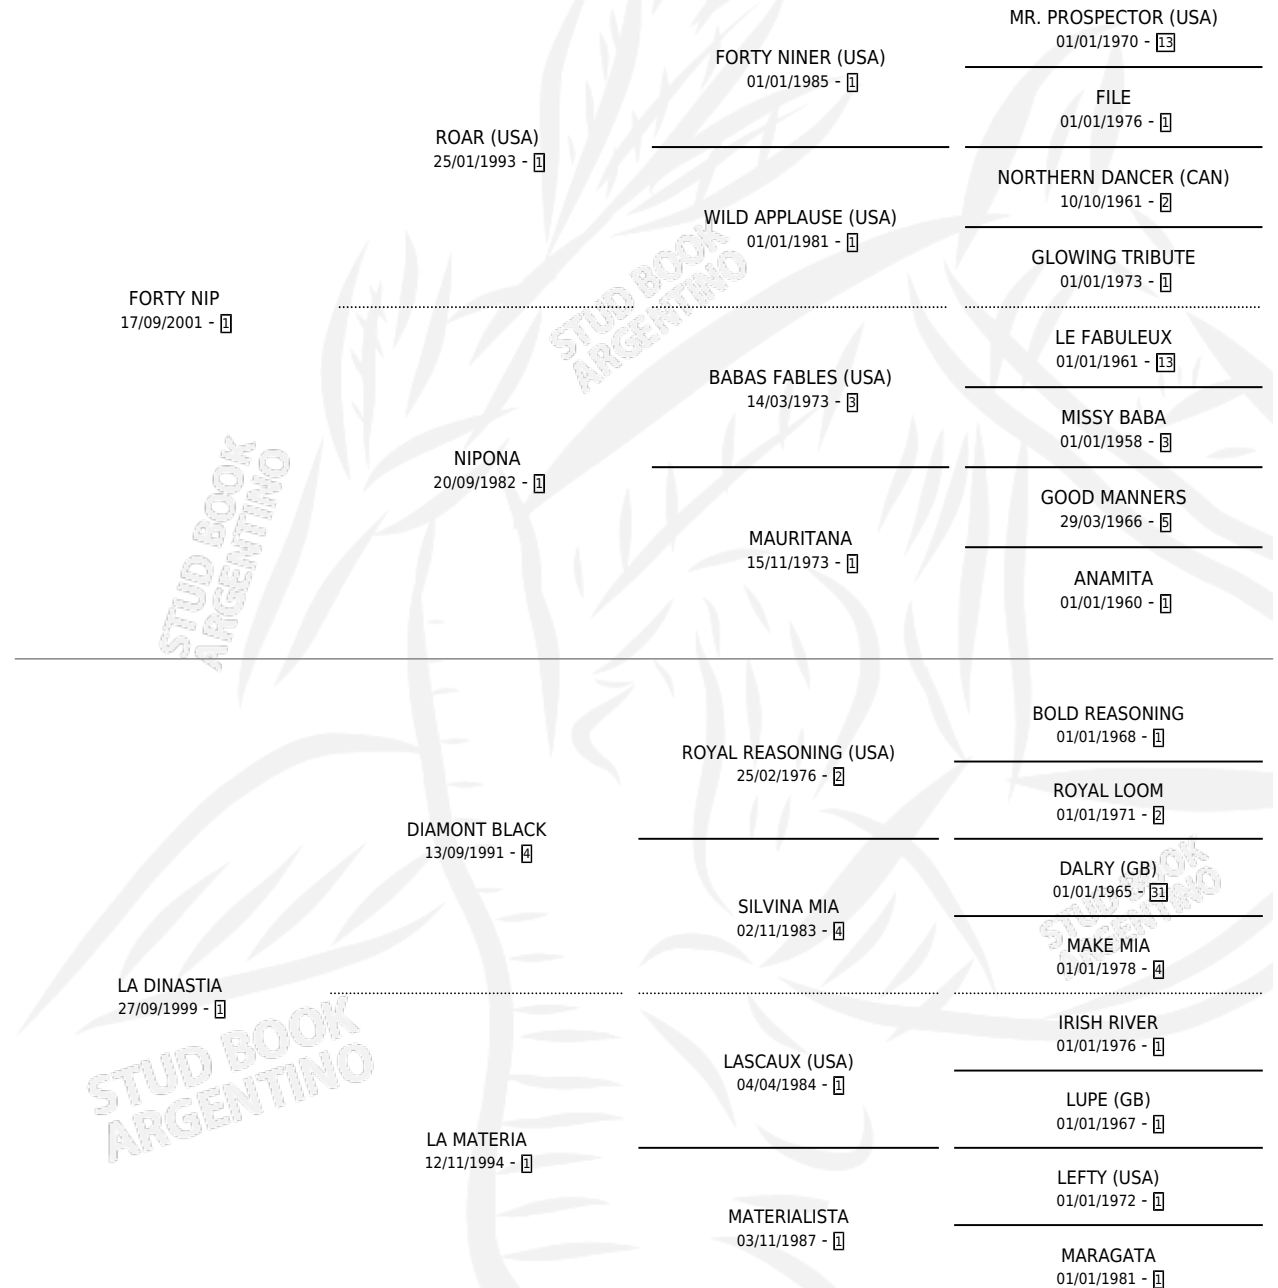 MR. PROSPECTOR (USA)
01/01/1970 - 13
FORTY NINER (USA)
01/01/1985 - 1
FILE
01/01/1976 - 1
ROAR (USA)
25/01/1993 - 1
NORTHERN DANCER (CAN)
10/10/1961 - 2
WILD APPLAUSE (USA)
01/01/1981 - 1
GLOWING TRIBUTE
01/01/1973 - 1
FORTY NIP
17/09/2001 - 1
LE FABULEUX
01/01/1961 - 13
BABAS FABLES (USA)
14/03/1973 - 3
MISSY BABA
01/01/1958 - 3
NIPONA
20/09/1982 - 1
GOOD MANNERS
29/03/1966 - 5
MAURITANA
15/11/1973 - 1
ANAMITA
01/01/1960 - 1
BOLD REASONING
01/01/1968 - 1
ROYAL REASONING (USA)
25/02/1976 - 2
ROYAL LOOM
01/01/1971 - 2
DIAMONT BLACK
13/09/1991 - 4
DALRY (GB)
01/01/1965 - 31
SILVINA MIA
02/11/1983 - 4
MAKE MIA
01/01/1978 - 4
LA DINASTIA
27/09/1999 - 1
IRISH RIVER
01/01/1976 - 1
LASCAUX (USA)
04/04/1984 - 1
LUPE (GB)
01/01/1967 - 1
LA MATERIA
12/11/1994 - 1
LEFTY (USA)
01/01/1972 - 1
MATERIALISTA
03/11/1987 - 1
MARAGATA
01/01/1981 - 1
STUD BOOK
ARGENTINO
STUD BOOK
ARGENTINO
STUD BOOK
ARGENTINO
STUD BOOK
ARGENTINO